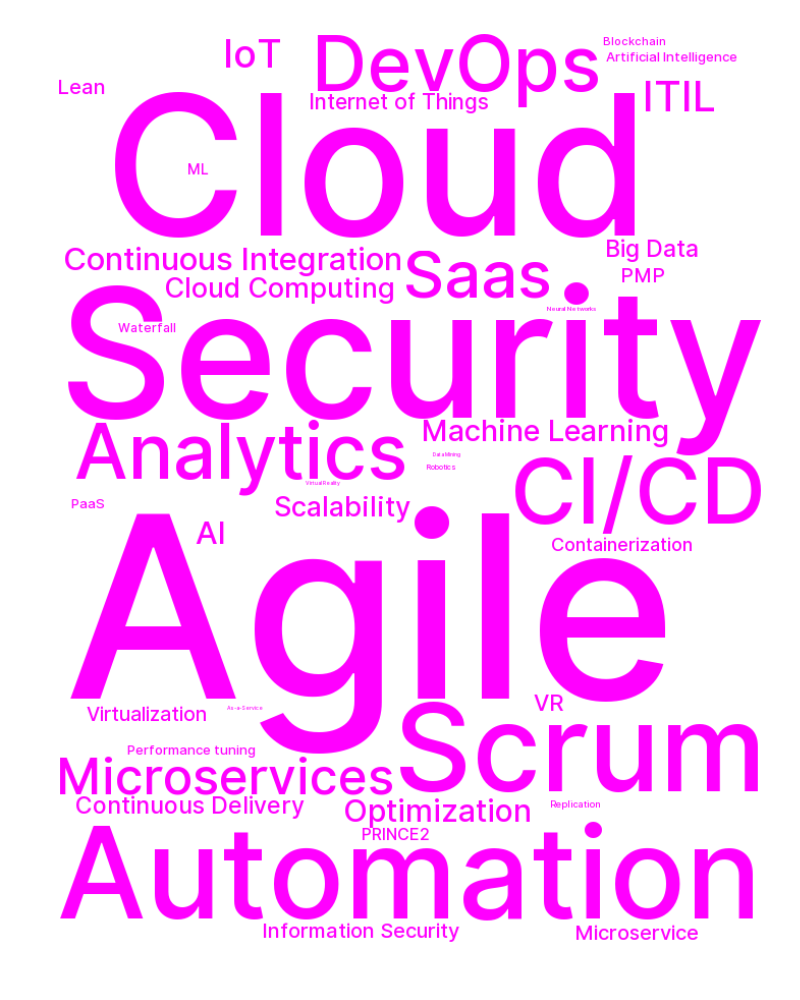 Blockchain
IoT
DevOps
Artificial Intelligence
Lean
Internet of Things
ITIL
Cloud
ML
Big Data
Continuous Integration
Saas
PMP
Cloud Computing
Neural Networks
Waterfall
Security
Machine Learning
Analytics
Data Mining
Robotics
Virtual Reality
CI/CD
PaaS
Scalability
AI
Containerization
Agile
VR
Virtualization
As-a-Service
Scrum
Performance tuning
Microservices
Continuous Delivery
Optimization
Replication
PRINCE2
Automation
Information Security
Microservice